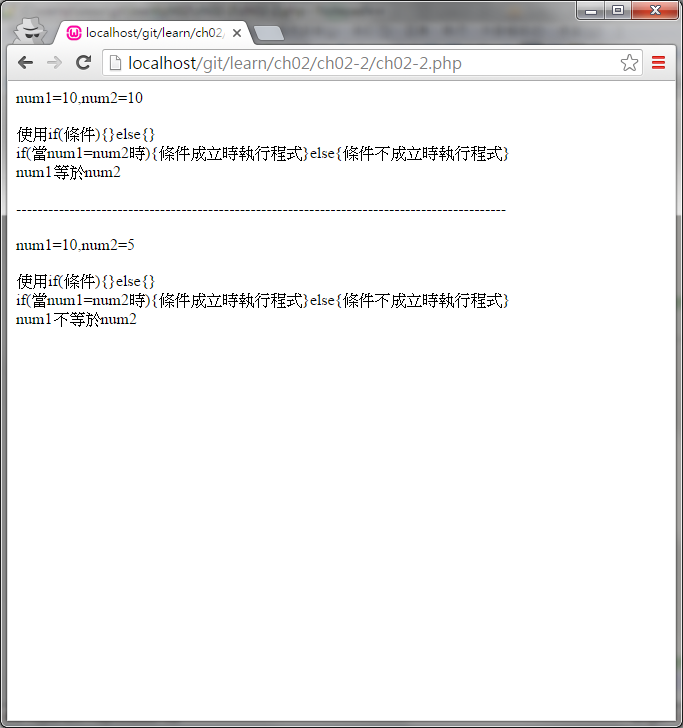 localhost/git/learn/ch02/
localhost/git/learn/ch02/ch02-2/ch02-2.php
num1=10,num2=10
使用if(條件){}else{}
if(當num1=num2時){條件成立時執行程式}else{條件不成立時執行程式}
num1等於num2
--------------------------------------------------------------------------------------------
num1=10,num2=5
使用if(條件){}else{}
if(當num1=num2時){條件成立時執行程式}else{條件不成立時執行程式}
num1不等於num2